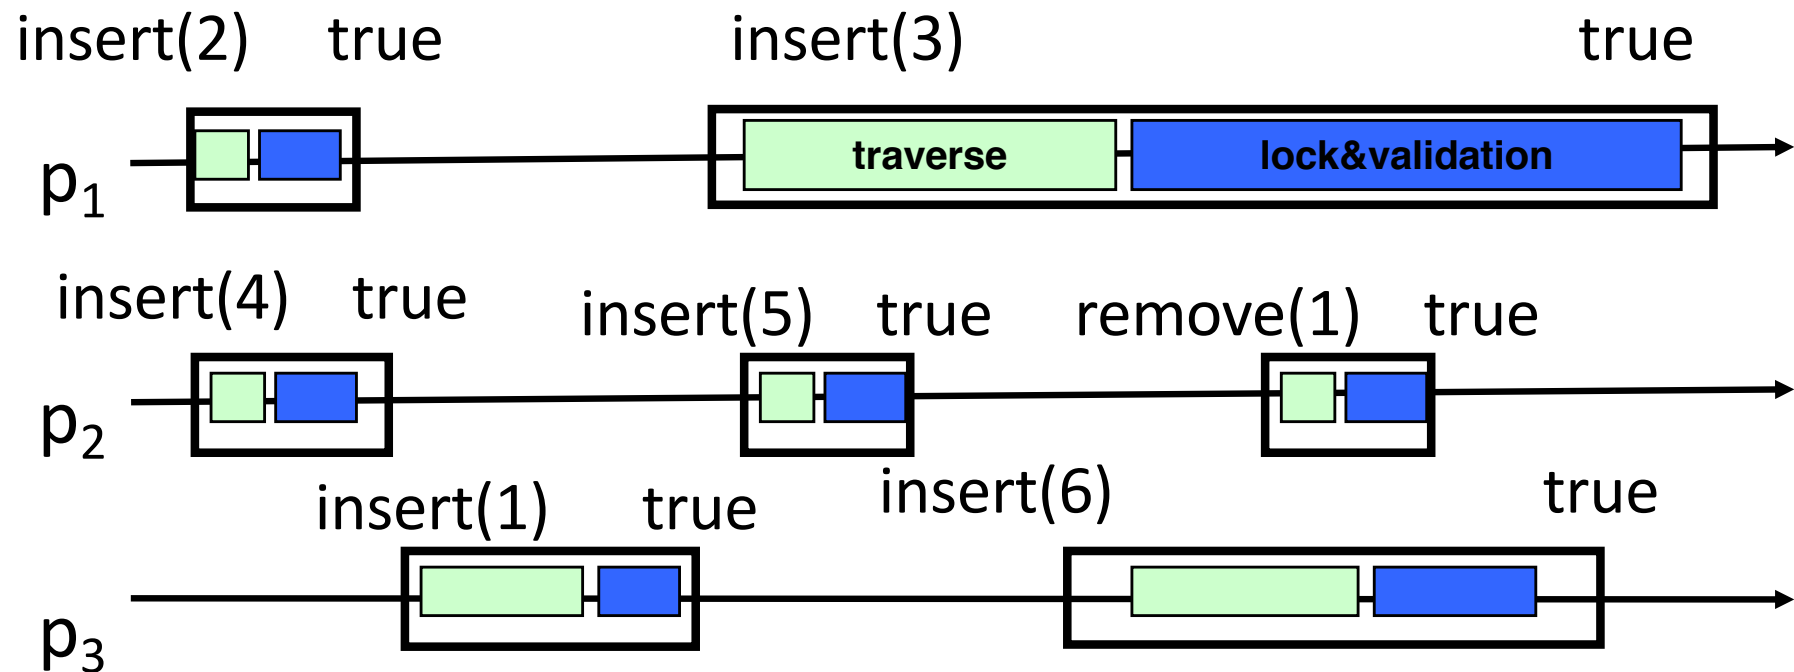 insert(2) true insert(3) true
p1 traverse lock&validation
insert(4) true insert(5) true remove(1) true
p2
insert(1) true insert(6) true
p3